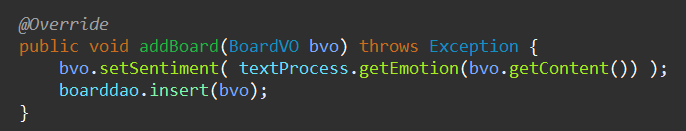 @Override
public void addBoard(BoardVO bvo) throws Exception {
    bvo.setSentiment( textProcess.getEmotion(bvo.getContent()) );
    boarddao.insert(bvo);
}